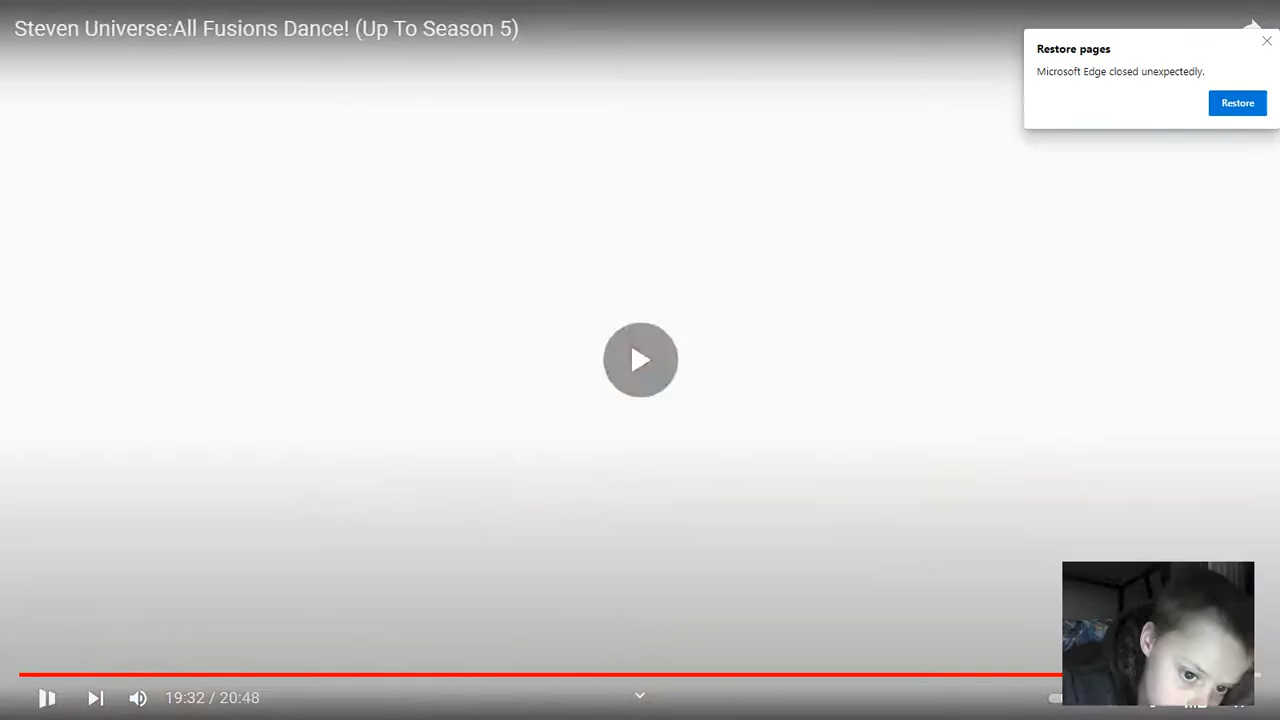 Steven Universe:All Fusions Dance! (Up To Season 5)
Restore pages
Microsoft Edge closed unexpectedly.
Restore
19:32 / 20:48